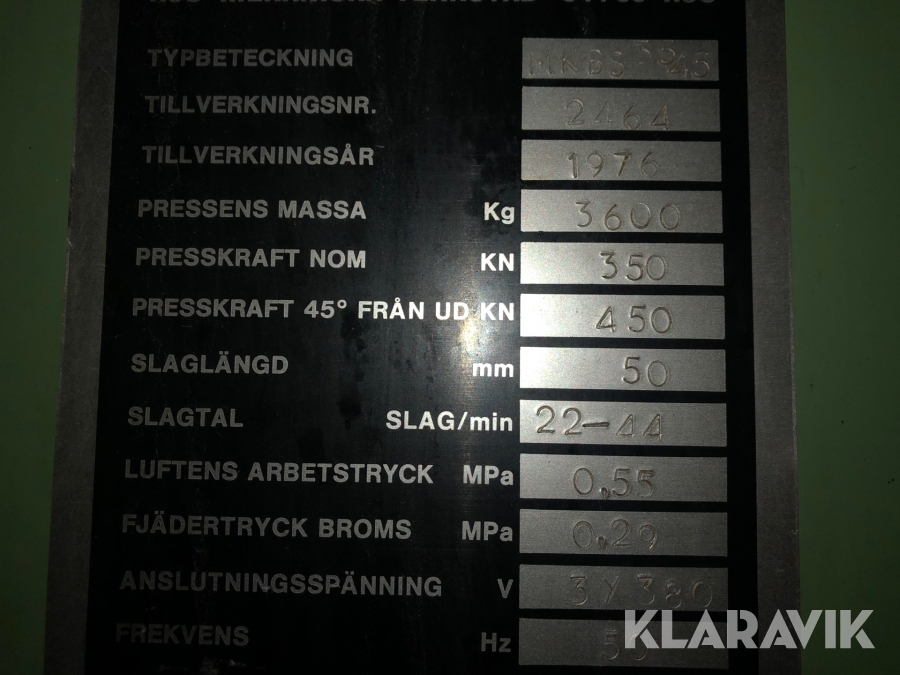 TYPBETECKNING
TILLVERKNINGSNR. 2464
TILLVERKNINGSÅR 1976
PRESSENS MASSA Kg 3600
PRESSKRAFT NOM KN 350
PRESSKRAFT 45° FRÅN UD KN 450
SLAGLÄNGD mm 50
SLAGTAL SLAG/min 22-44
LUFTENS ARBETSTRYCK MPa 0,55
FJÄDERTRYCK BROMS MPa 0,29
ANSLUTNINGSSPÄNNING V 3Y380
FREKVENS Hz
KLARAVIK